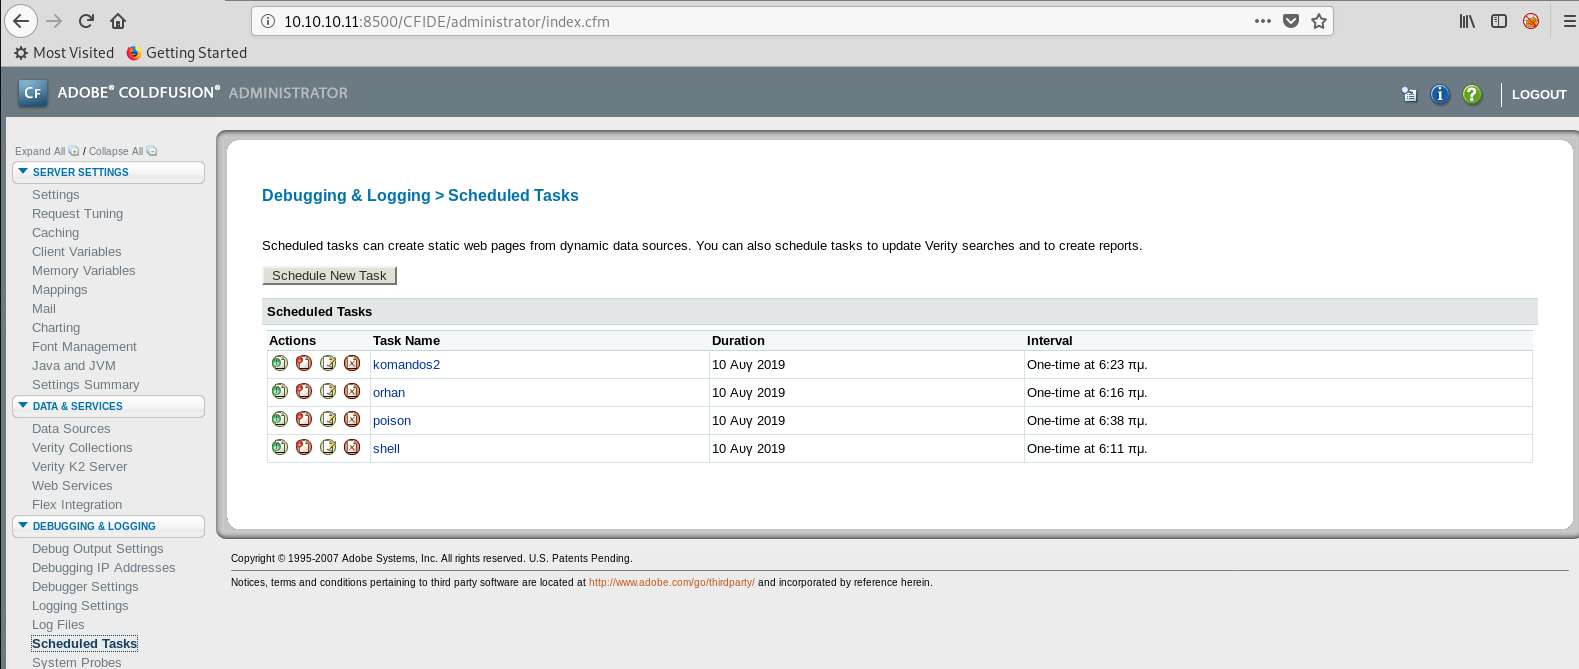 10.10.10.11:8500/CFIDE/administrator/index.cfm
Most Visited Getting Started
CF ADOBE® COLDFUSION® ADMINISTRATOR
LOGOUT
Expand All / Collapse All
SERVER SETTINGS
Settings
Request Tuning
Caching
Client Variables
Memory Variables
Mappings
Mail
Charting
Font Management
Java and JVM
Settings Summary
DATA & SERVICES
Data Sources
Verity Collections
Verity K2 Server
Web Services
Flex Integration
DEBUGGING & LOGGING
Debug Output Settings
Debugging IP Addresses
Debugger Settings
Logging Settings
Log Files
Scheduled Tasks
System Probes
Debugging & Logging > Scheduled Tasks
Scheduled tasks can create static web pages from dynamic data sources. You can also schedule tasks to update Verity searches and to create reports.
Schedule New Task
Scheduled Tasks
Actions Task Name Duration Interval
komandos2 10 Αυγ 2019 One-time at 6:23 πμ.
orhan 10 Αυγ 2019 One-time at 6:16 πμ.
poison 10 Αυγ 2019 One-time at 6:38 πμ.
shell 10 Αυγ 2019 One-time at 6:11 πμ.
Copyright © 1995-2007 Adobe Systems, Inc. All rights reserved. U.S. Patents Pending.
Notices, terms and conditions pertaining to third party software are located at http://www.adobe.com/go/thirdparty/ and incorporated by reference herein.